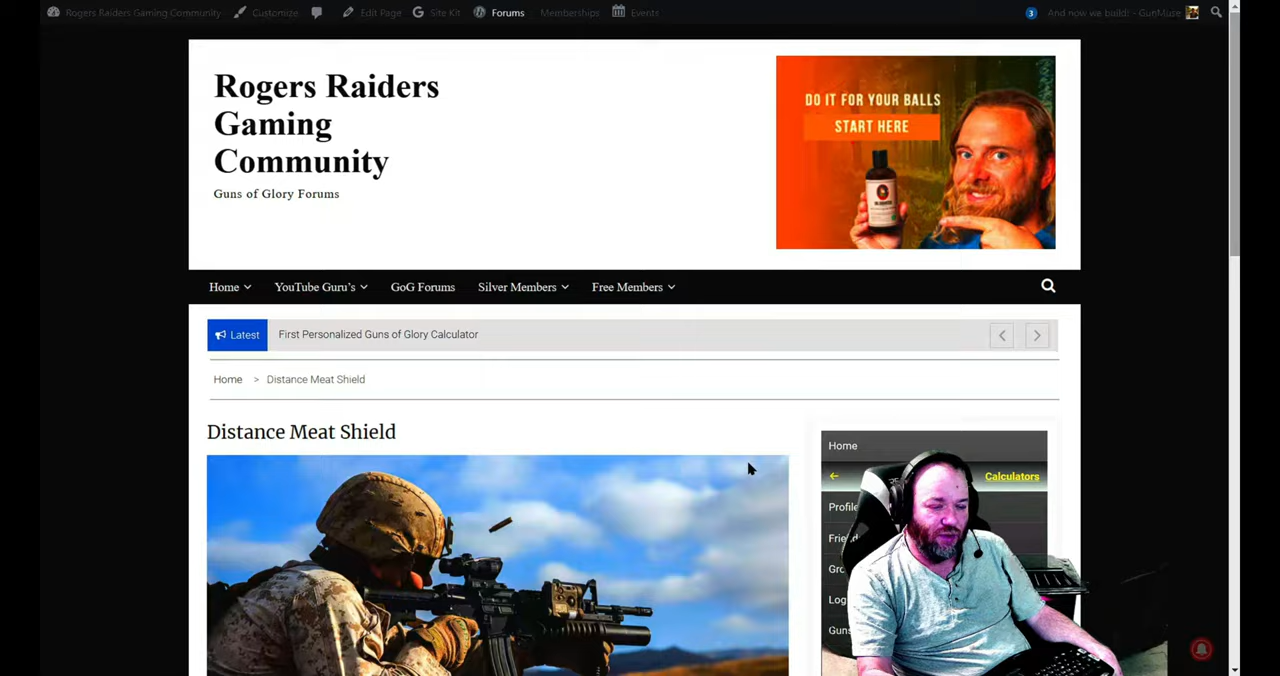 Rogers Raiders Gaming Community Customize Edit Page Site Kit Forums Memberships Events 3 And now we build! - GunMuse
Rogers Raiders
Gaming
Community
Guns of Glory Forums
DO IT FOR YOUR BALLS
START HERE
Home YouTube Guru's GoG Forums Silver Members Free Members
Latest First Personalized Guns of Glory Calculator
Home > Distance Meat Shield
Distance Meat Shield
Home
Calculators
Profile